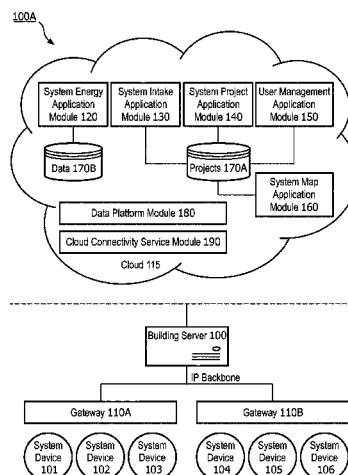 100A
System Energy
Application
Module 120
System Intake
Application
Module 130
System Project
Application
Module 140
User Management
Application
Module 150
Data 170B
Projects 170A
System Map
Application
Module 160
Data Platform Module 180
Cloud Connectivity Service Module 190
Cloud 115
Building Server 100
IP Backbone
Gateway 110A
Gateway 110B
System
Device
101
System
Device
102
System
Device
103
System
Device
104
System
Device
105
System
Device
106